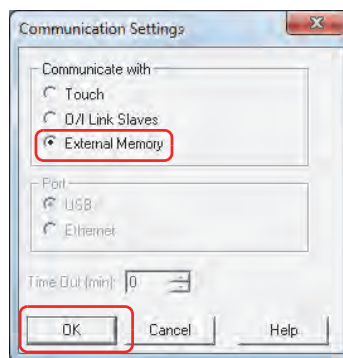 Communication Settings
Communicate with
Touch
O/I Link Slaves
External Memory
Port
USB
Ethernet
Time Out (min): 0
OK Cancel Help